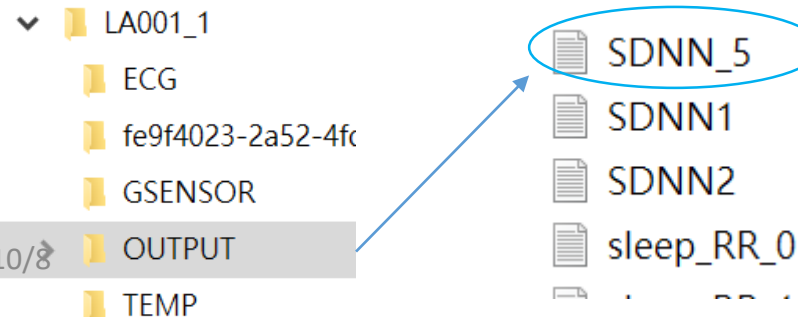 LA001_1
ECG
fe9f4023-2a52-4fc
GSENSOR
10/8
OUTPUT
TEMP
SDNN_5
SDNN1
SDNN2
sleep_RR_0